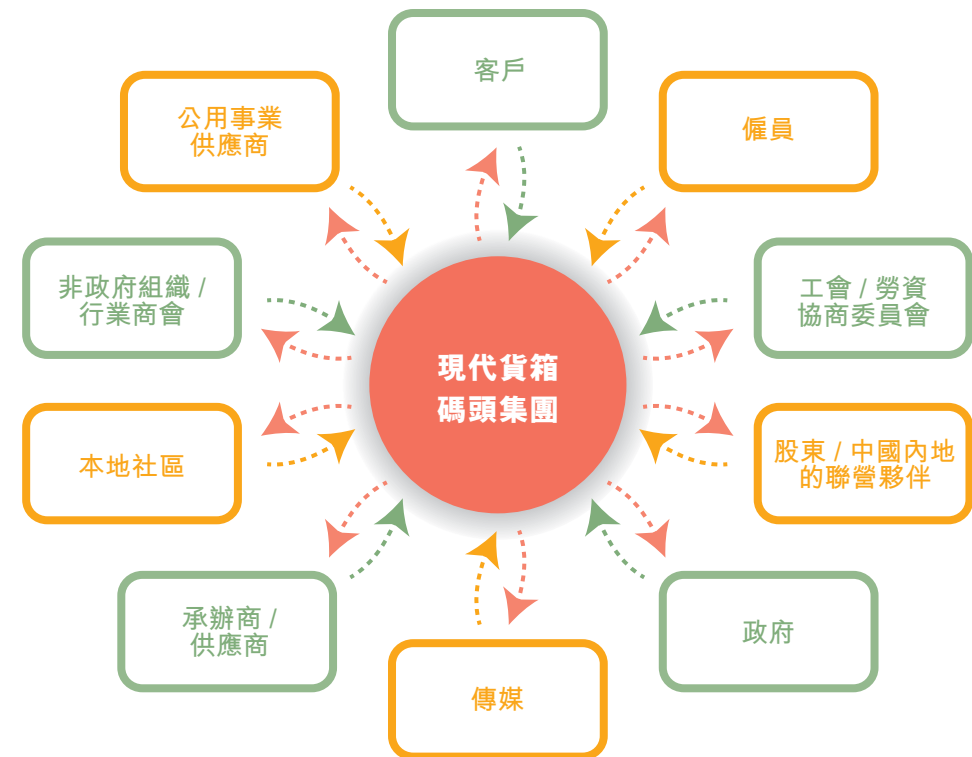 客戶
公用事業
供應商
僱員
非政府組織 /
行業商會
工會 / 勞資
協商委員會
現代貨箱
碼頭集團
本地社區
股東 / 中國內地
的聯營夥伴
承辦商 /
供應商
政府
傳媒